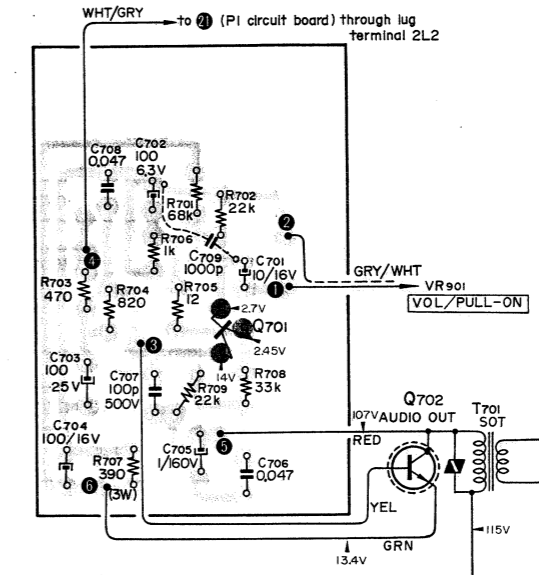 WHT/GRY
to 21 (P1 circuit board) through lug
terminal 2L2
C708
0.047
C702
100
6.3V
R701
68k
R702
22k
2
R706
1k
C709
1000p
C701
10/16V
GRY/WHT
4
1
VR901
VOL/PULL-ON
R703
470
R704
820
R705
12
2.7V
Q701
2.45V
3
14V
C703
100
25V
C707
100p
500V
R709
22k
R708
33k
Q702
AUDIO OUT
T701
SOT
C704
100/16V
107V
RED
5
C705
1/160V
C706
0.047
R707
390
(3W)
6
YEL
GRN
13.4V
115V